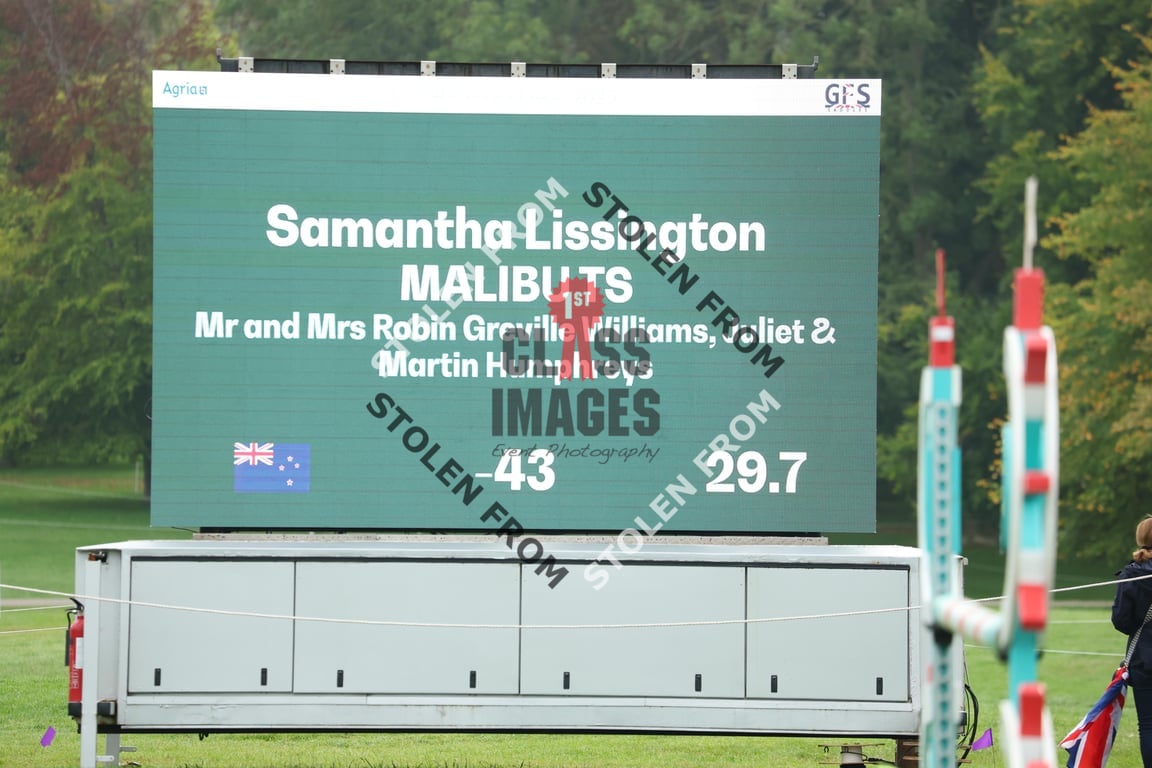 Agria
GFS
Samantha Lissington
MALIBU TS
Mr and Mrs Robin Greville Williams, Juliet &
Martin Humphreys
-43 29.7
1ST
CLASS
IMAGES
Event Photography
STOLEN FROM
STOLEN FROM
STOLEN FROM
STOLEN FROM